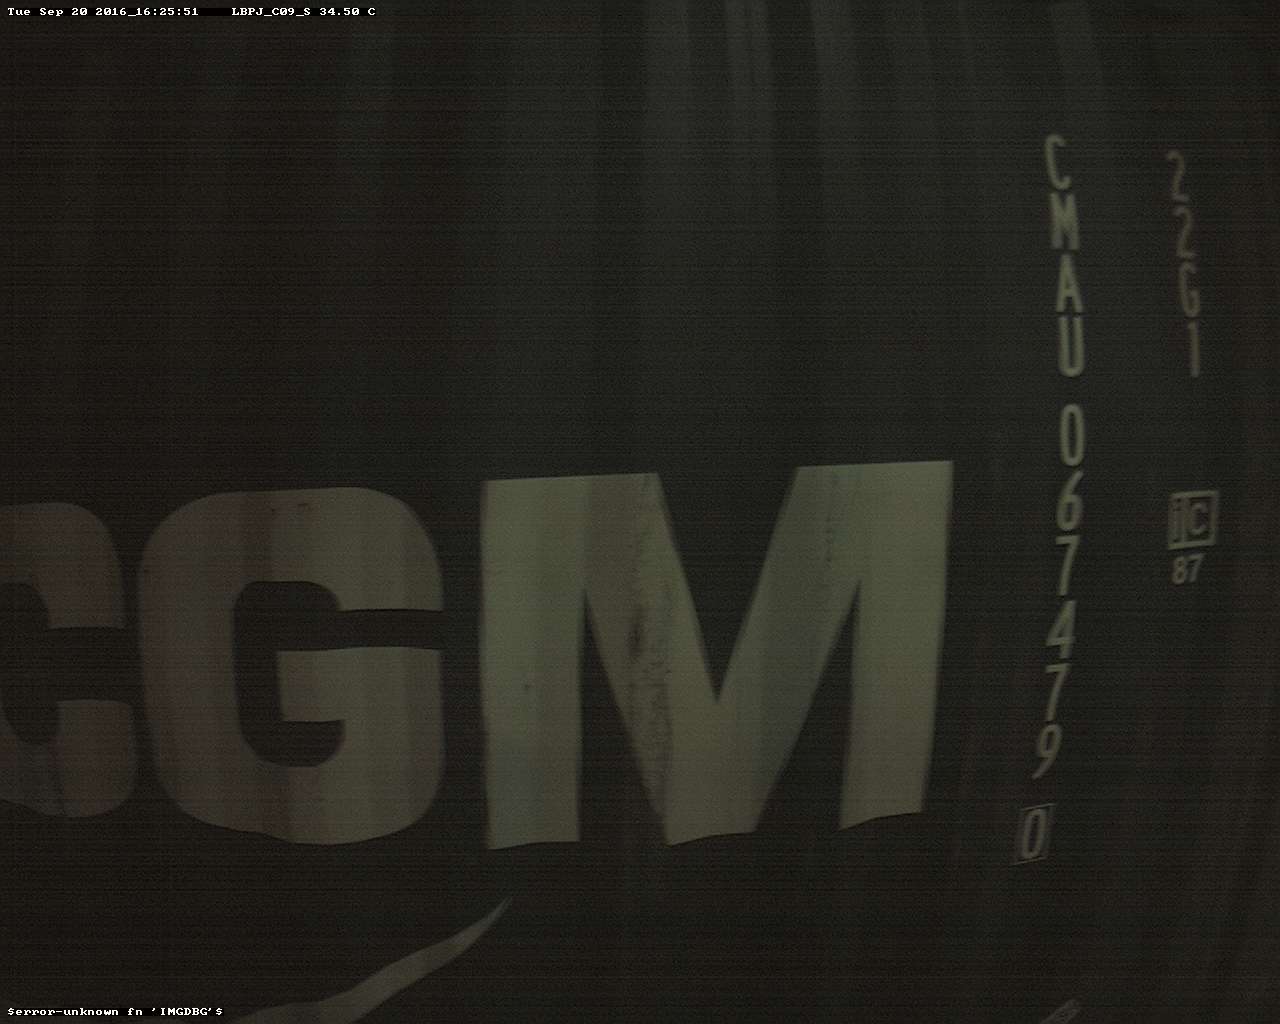 Tue Sep 20 2016_16:25:51 LBPJ_C09_S 34.50 C
CGM
CMAU 067479 0
22G1
ic
87
$error-unknown fn 'IMGDBG'$